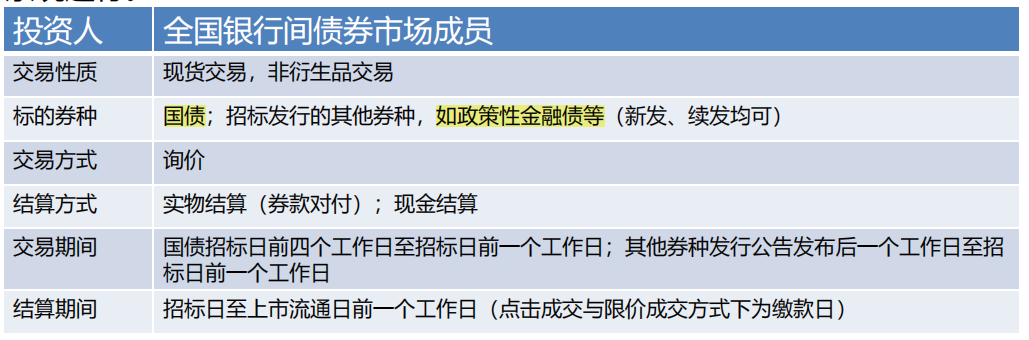 投资人 全国银行间债券市场成员
交易性质 现货交易，非衍生品交易
标的券种 国债；招标发行的其他券种，如政策性金融债等（新发、续发均可）
交易方式 询价
结算方式 实物结算（券款对付）；现金结算
交易期间 国债招标日前四个工作日至招标日前一个工作日；其他券种发行公告发布后一个工作日至招
标日前一个工作日
结算期间 招标日至上市流通日前一个工作日（点击成交与限价成交方式下为缴款日）